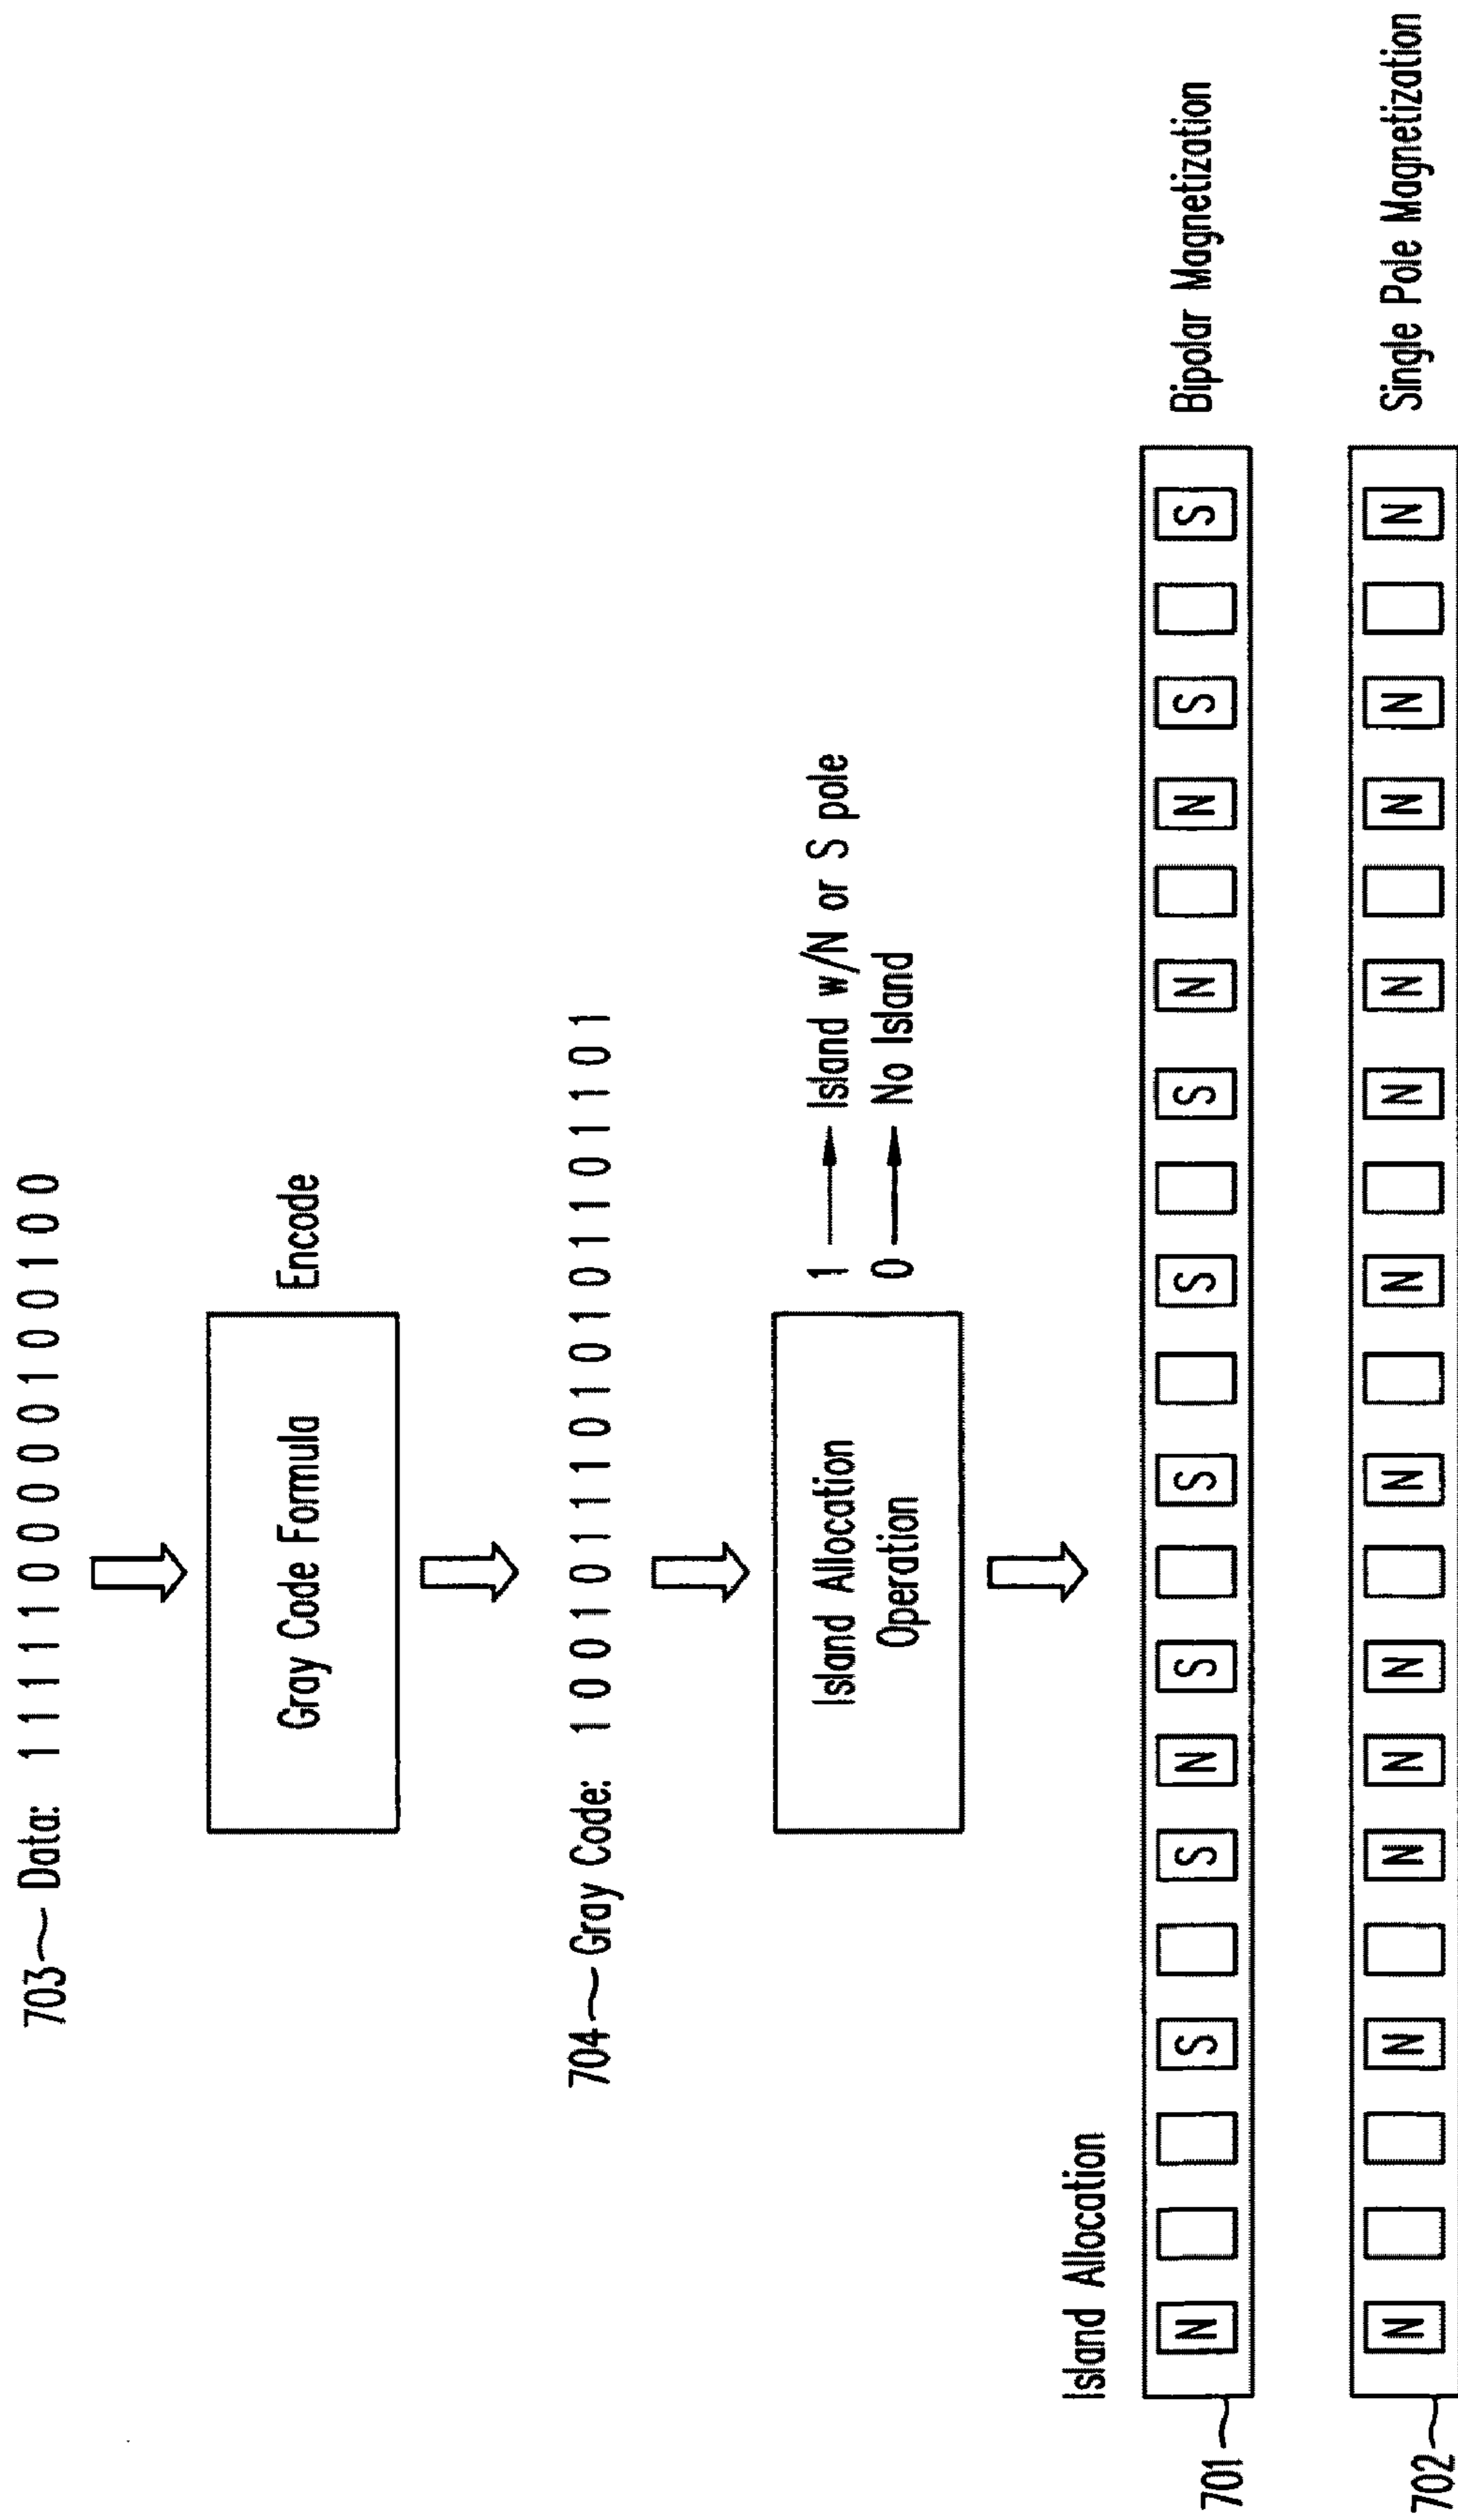 703 Data: 1 1 1 1 1 0 0 0 0 0 1 0 0 1 0 0
Gray Code Formula
Encode
704 Gray Code: 1 0 0 1 0 1 1 1 0 1 0 1 0 1 1 0 1 1 0 1
Island Allocation
Operation
1 Island w/N or S pole
0 No Island
Island Allocation
701 N S S N S S S S N N S S Bipolar Magnetization
702 N N N N N N N N N N N N Single Pole Magnetization